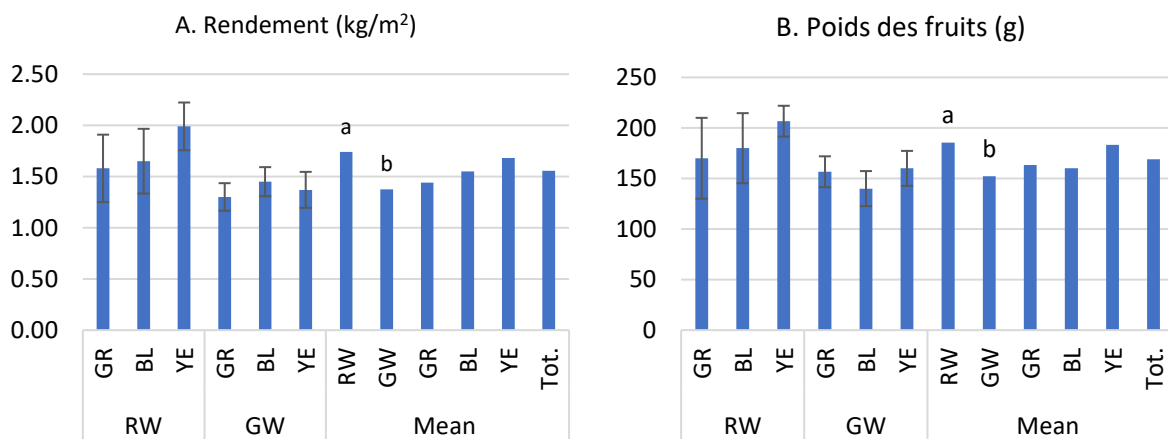 A. Rendement (kg/m²)
2.50
2.00
1.50
1.00
0.50
0.00
a
b
GR BL YE GR BL YE RW GW GR BL YE Tot.
RW GW Mean
B. Poids des fruits (g)
250
200
150
100
50
0
a
b
GR BL YE GR BL YE RW GW GR BL YE Tot.
RW GW Mean